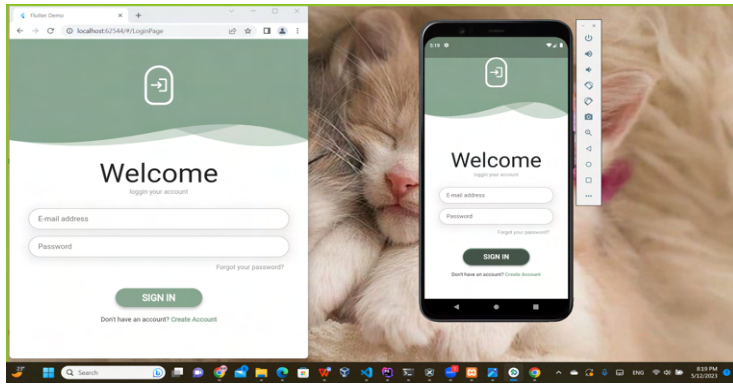 Flutter Demo
localhost:62544/#/LoginPage
Welcome
loggin your account
E-mail address
Password
Forgot your password?
SIGN IN
Don't have an account? Create Account
Welcome
loggin your account
E-mail address
Password
Forgot your password?
SIGN IN
Don't have an account? Create Account
Search
ENG
8:19 PM
5/12/2023